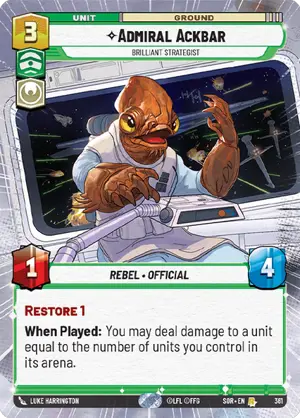 UNIT
GROUND
3
ADMIRAL ACKBAR
BRILLIANT STRATEGIST
1
REBEL • OFFICIAL
4
RESTORE 1
When Played: You may deal damage to a unit
equal to the number of units you control in
its arena.
LUKE HARRINGTON
©LFL ©FFG
SOR • EN
361